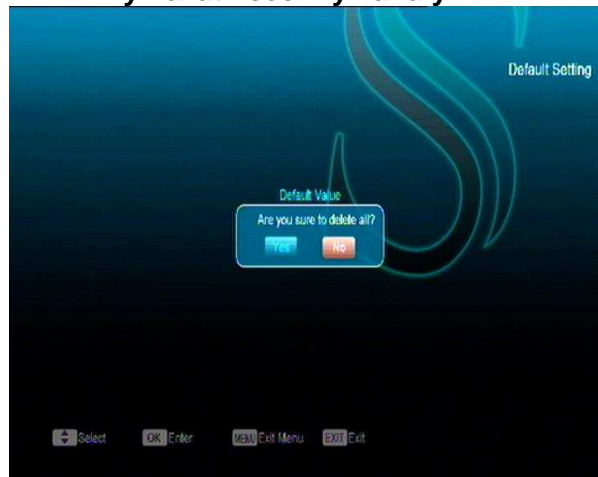 Default Setting
Default Value
Are you sure to delete all?
Yes No
Select OK Enter MENU Exit Menu EXIT Exit